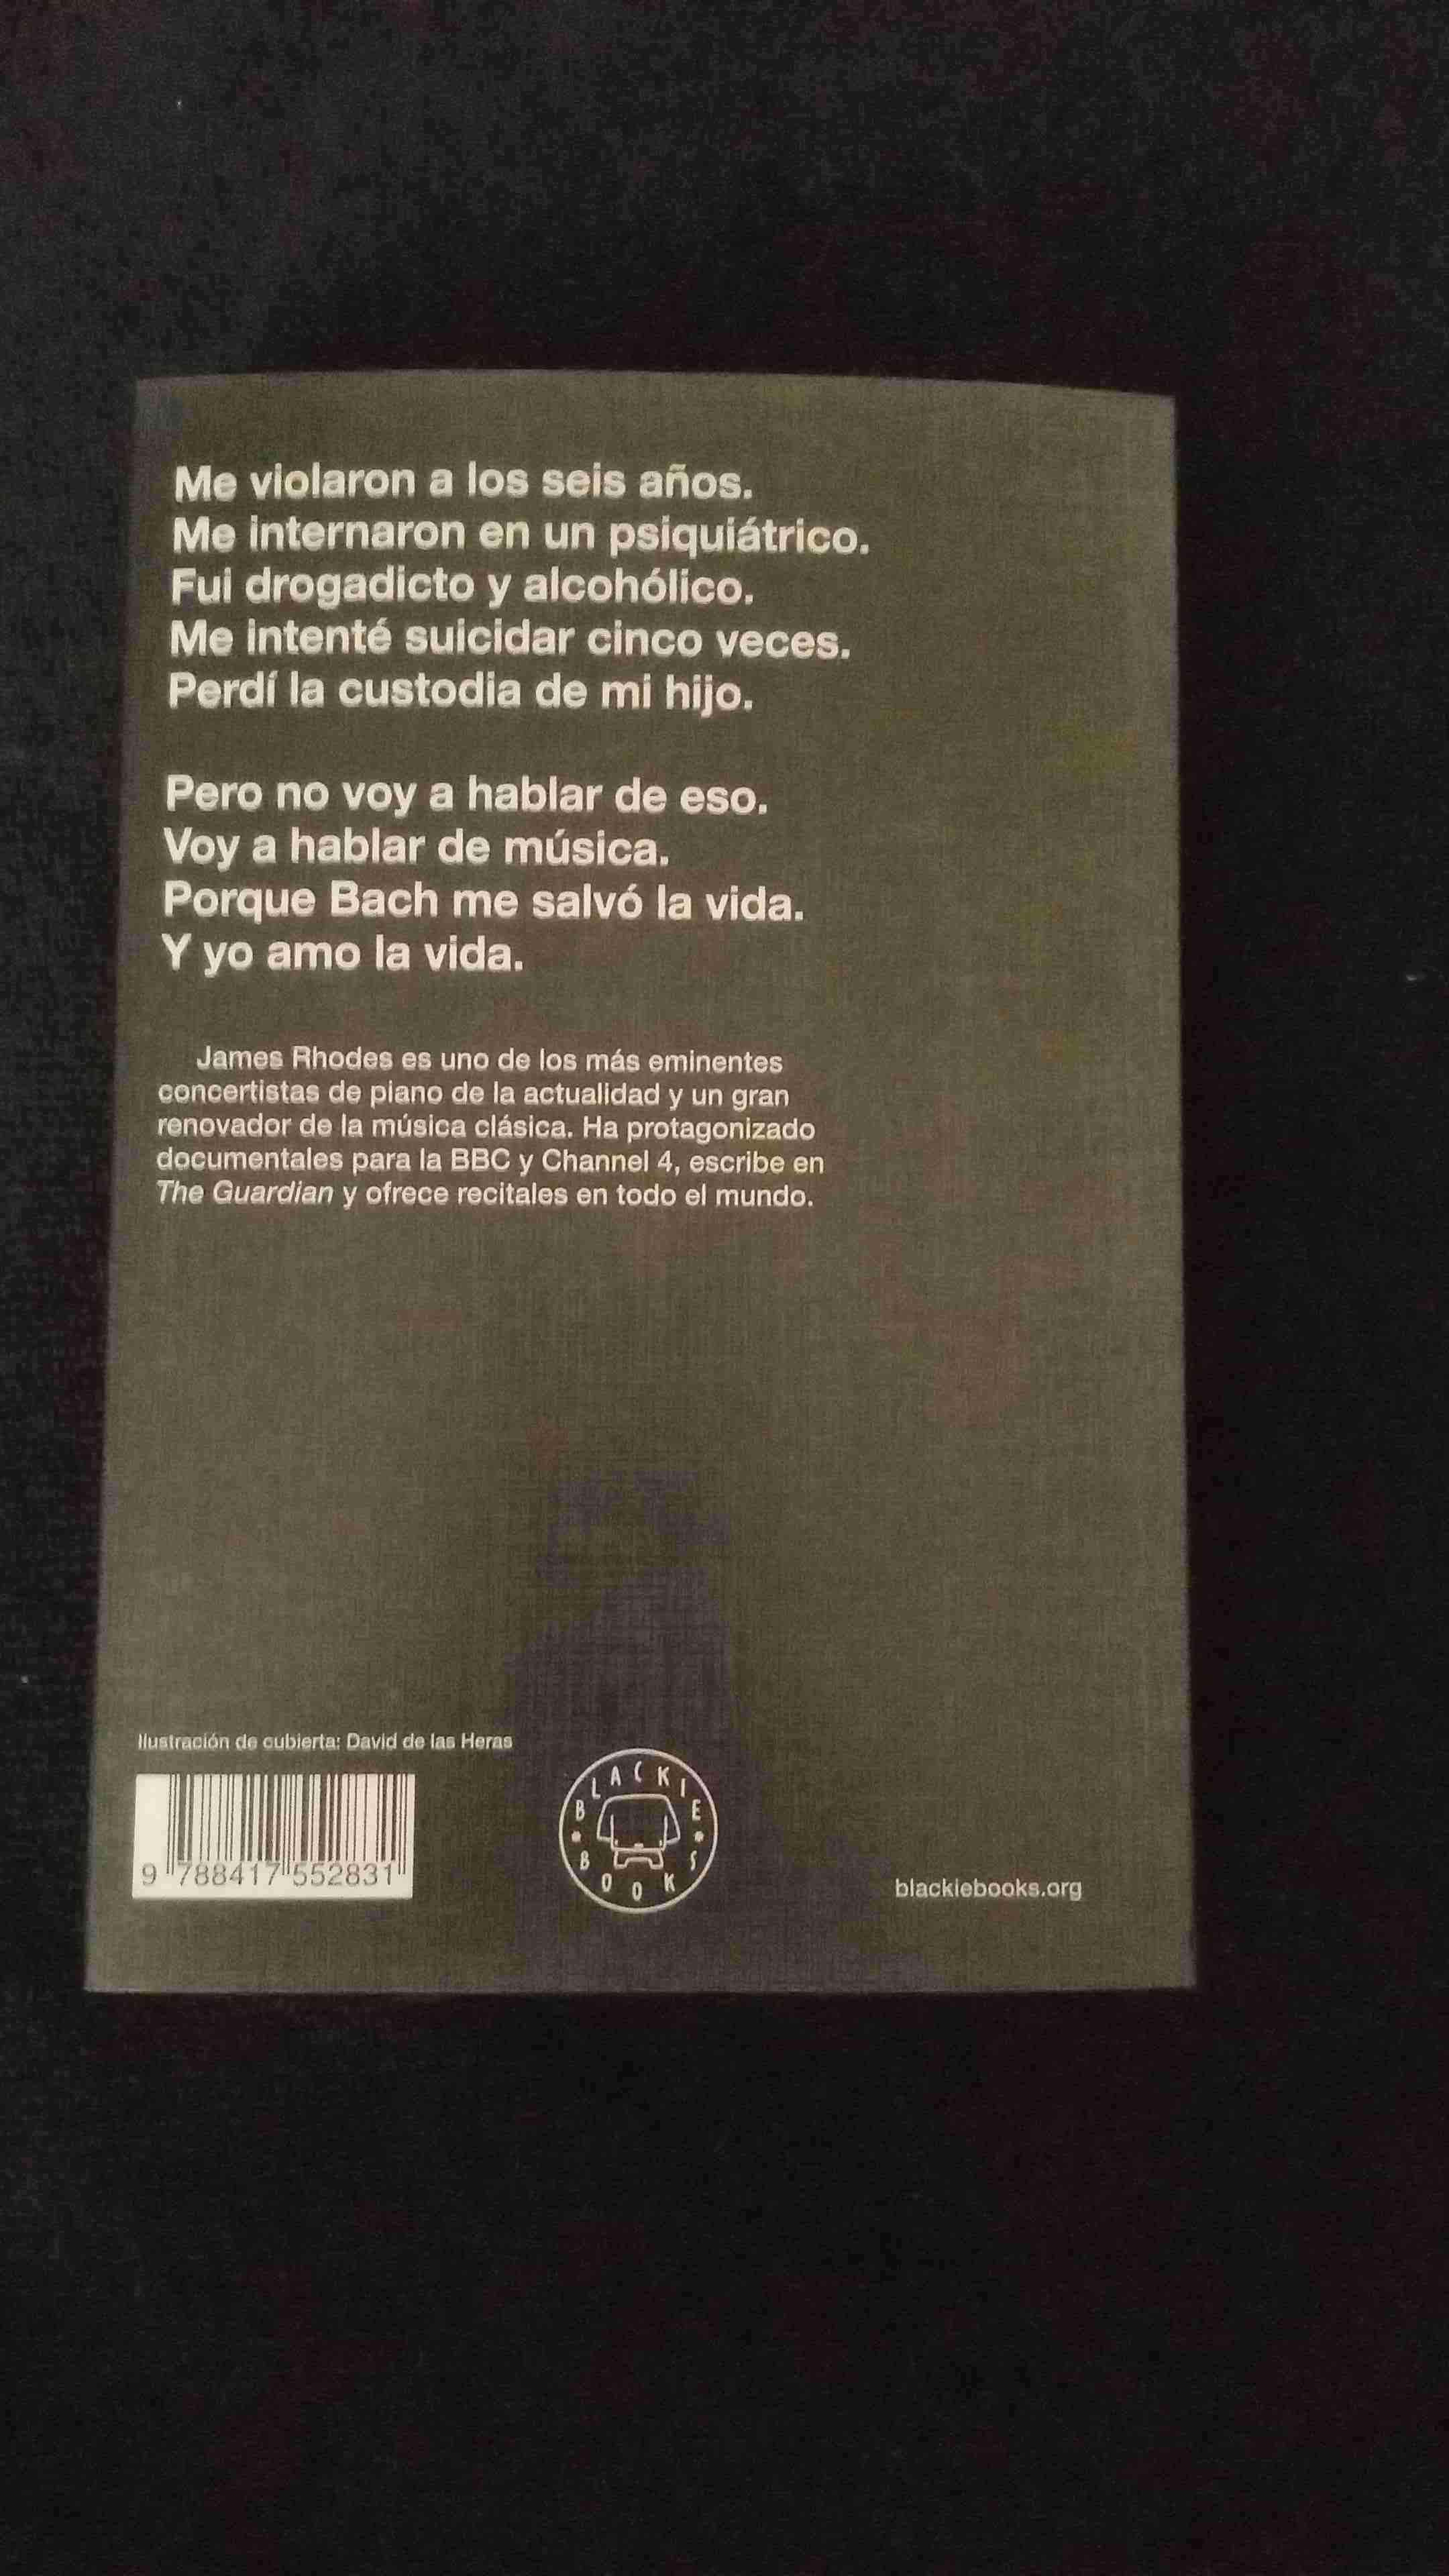 Me violaron a los seis años.
Me internaron en un psiquiátrico.
Fui drogadicto y alcohólico.
Me intenté suicidar cinco veces.
Perdí la custodia de mi hijo.
Pero no voy a hablar de eso.
Voy a hablar de música.
Porque Bach me salvó la vida.
Y yo amo la vida.
James Rhodes es uno de los más eminentes
concertistas de piano de la actualidad y un gran
renovador de la música clásica. Ha protagonizado
documentales para la BBC y Channel 4, escribe en
The Guardian y ofrece recitales en todo el mundo.
Ilustración de cubierta: David de las Heras
9 788417 552831
BLACKIE
BOOKS
blackiebooks.org